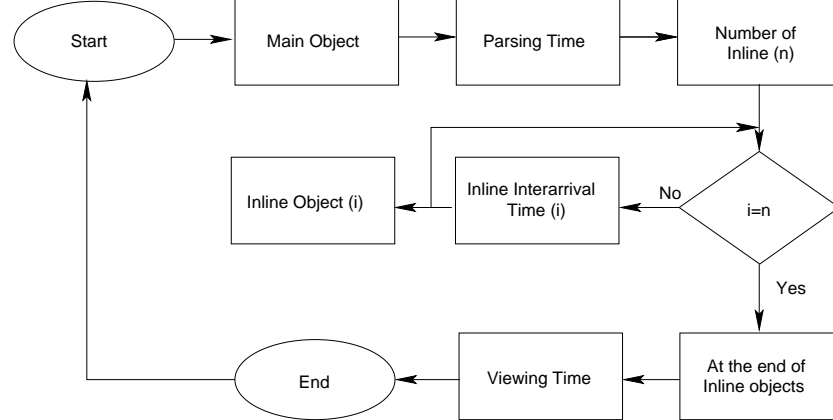 Start
Main Object
Parsing Time
Number of
Inline (n)
Inline Object (i)
Inline Interarrival
Time (i)
No
i=n
Yes
End
Viewing Time
At the end of
Inline objects